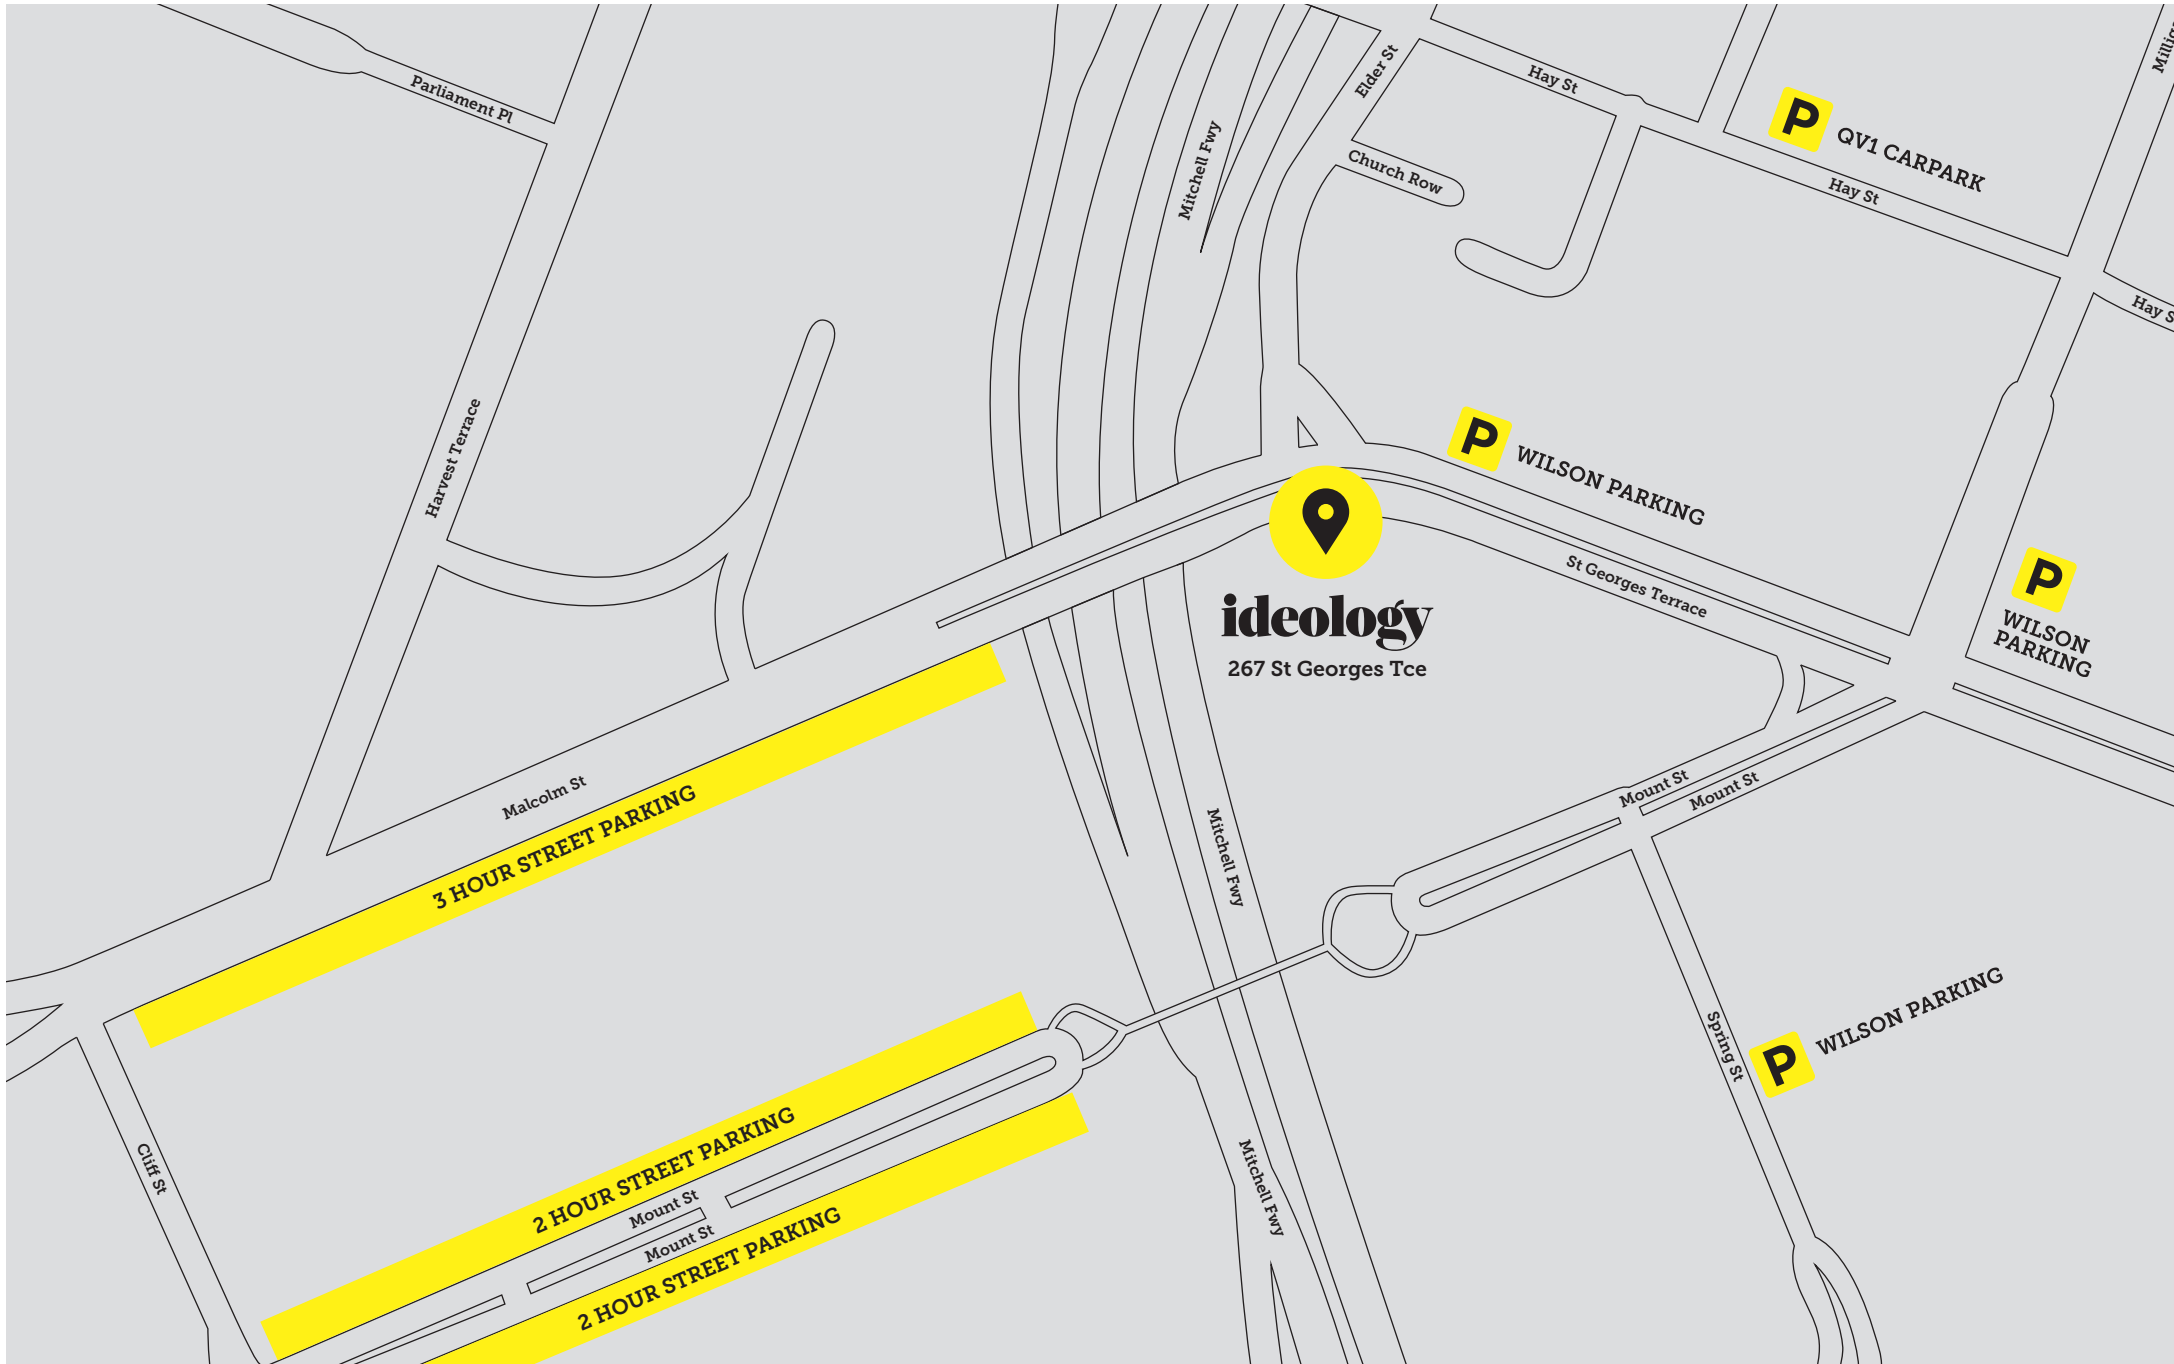 Parliament Pl
Elder St
Hay St
QV1 CARPARK
Hay St
Church Row
Mitchell Fwy
Harvest Terrace
WILSON PARKING
St Georges Terrace
WILSON
PARKING
ideology
267 St Georges Tce
Malcolm St
3 HOUR STREET PARKING
Mitchell Fwy
Mount St
Mount St
WILSON PARKING
Spring St
Cliff St
2 HOUR STREET PARKING
Mount St
Mount St
2 HOUR STREET PARKING
Mitchell Fwy
Hay S
P
P
P
P